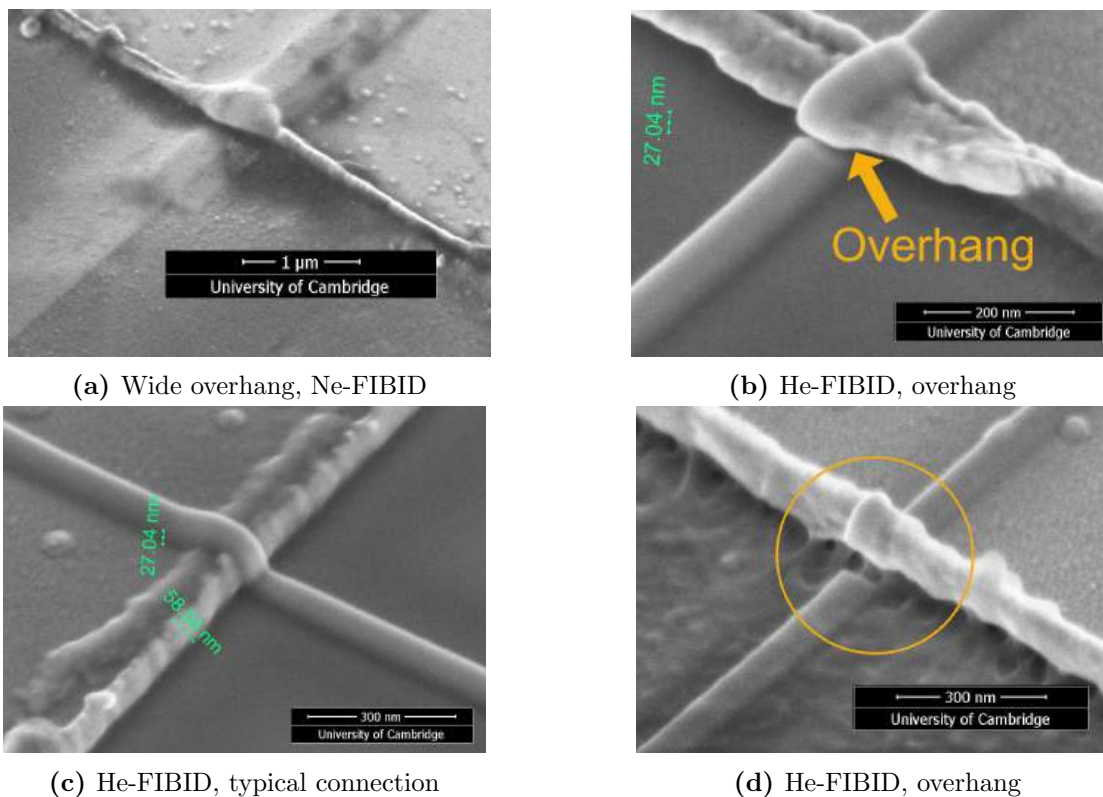 1 μm
University of Cambridge
(a) Wide overhang, Ne-FIBID
27.04 nm
Overhang
200 nm
University of Cambridge
(b) He-FIBID, overhang
27.04 nm
nm
300 nm
University of Cambridge
(c) He-FIBID, typical connection
300 nm
University of Cambridge
(d) He-FIBID, overhang